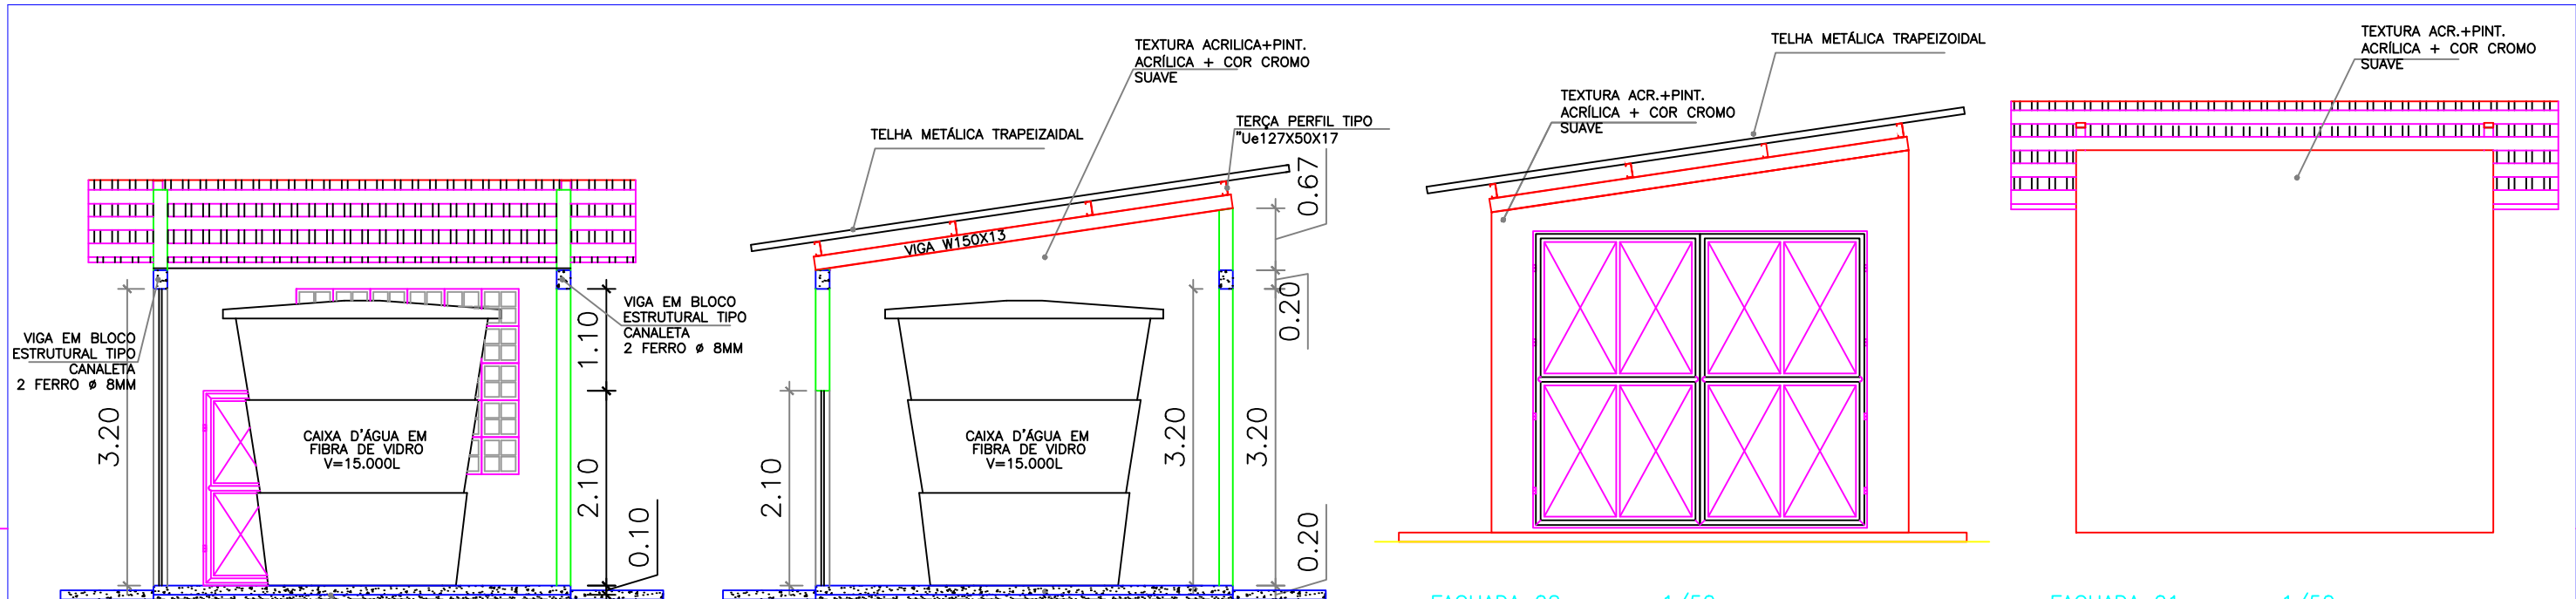 TEXTURA ACRILICA+PINT.
ACRÍLICA + COR CROMO
SUAVE
TELHA METÁLICA TRAPEIZOIDAL
TEXTURA ACR.+PINT.
ACRÍLICA + COR CROMO
SUAVE
TEXTURA ACR.+PINT.
ACRÍLICA + COR CROMO
SUAVE
TELHA METÁLICA TRAPEIZAIDAL
TERÇA PERFIL TIPO
"Ue127X50X17
0.67
VIGA W150X13
VIGA EM BLOCO
ESTRUTURAL TIPO
CANALETA
2 FERRO ø 8MM
VIGA EM BLOCO
ESTRUTURAL TIPO
CANALETA
2 FERRO ø 8MM
3.20
1.10
2.10
0.10
CAIXA D'ÁGUA EM
FIBRA DE VIDRO
V=15.000L
2.10
CAIXA D'ÁGUA EM
FIBRA DE VIDRO
V=15.000L
3.20
3.20
0.20
0.20